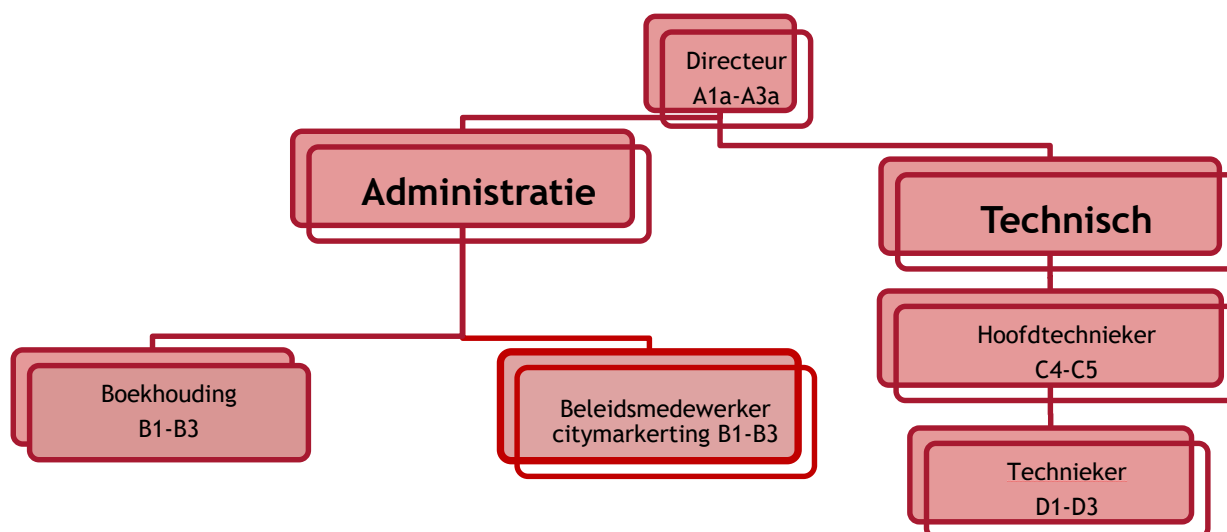 Directeur
A1a-A3a
Administratie
Technisch
Hoofdtechnieker
C4-C5
Boekhouding
B1-B3
Beleidsmedewerker
citymarkerting B1-B3
Technieker
D1-D3